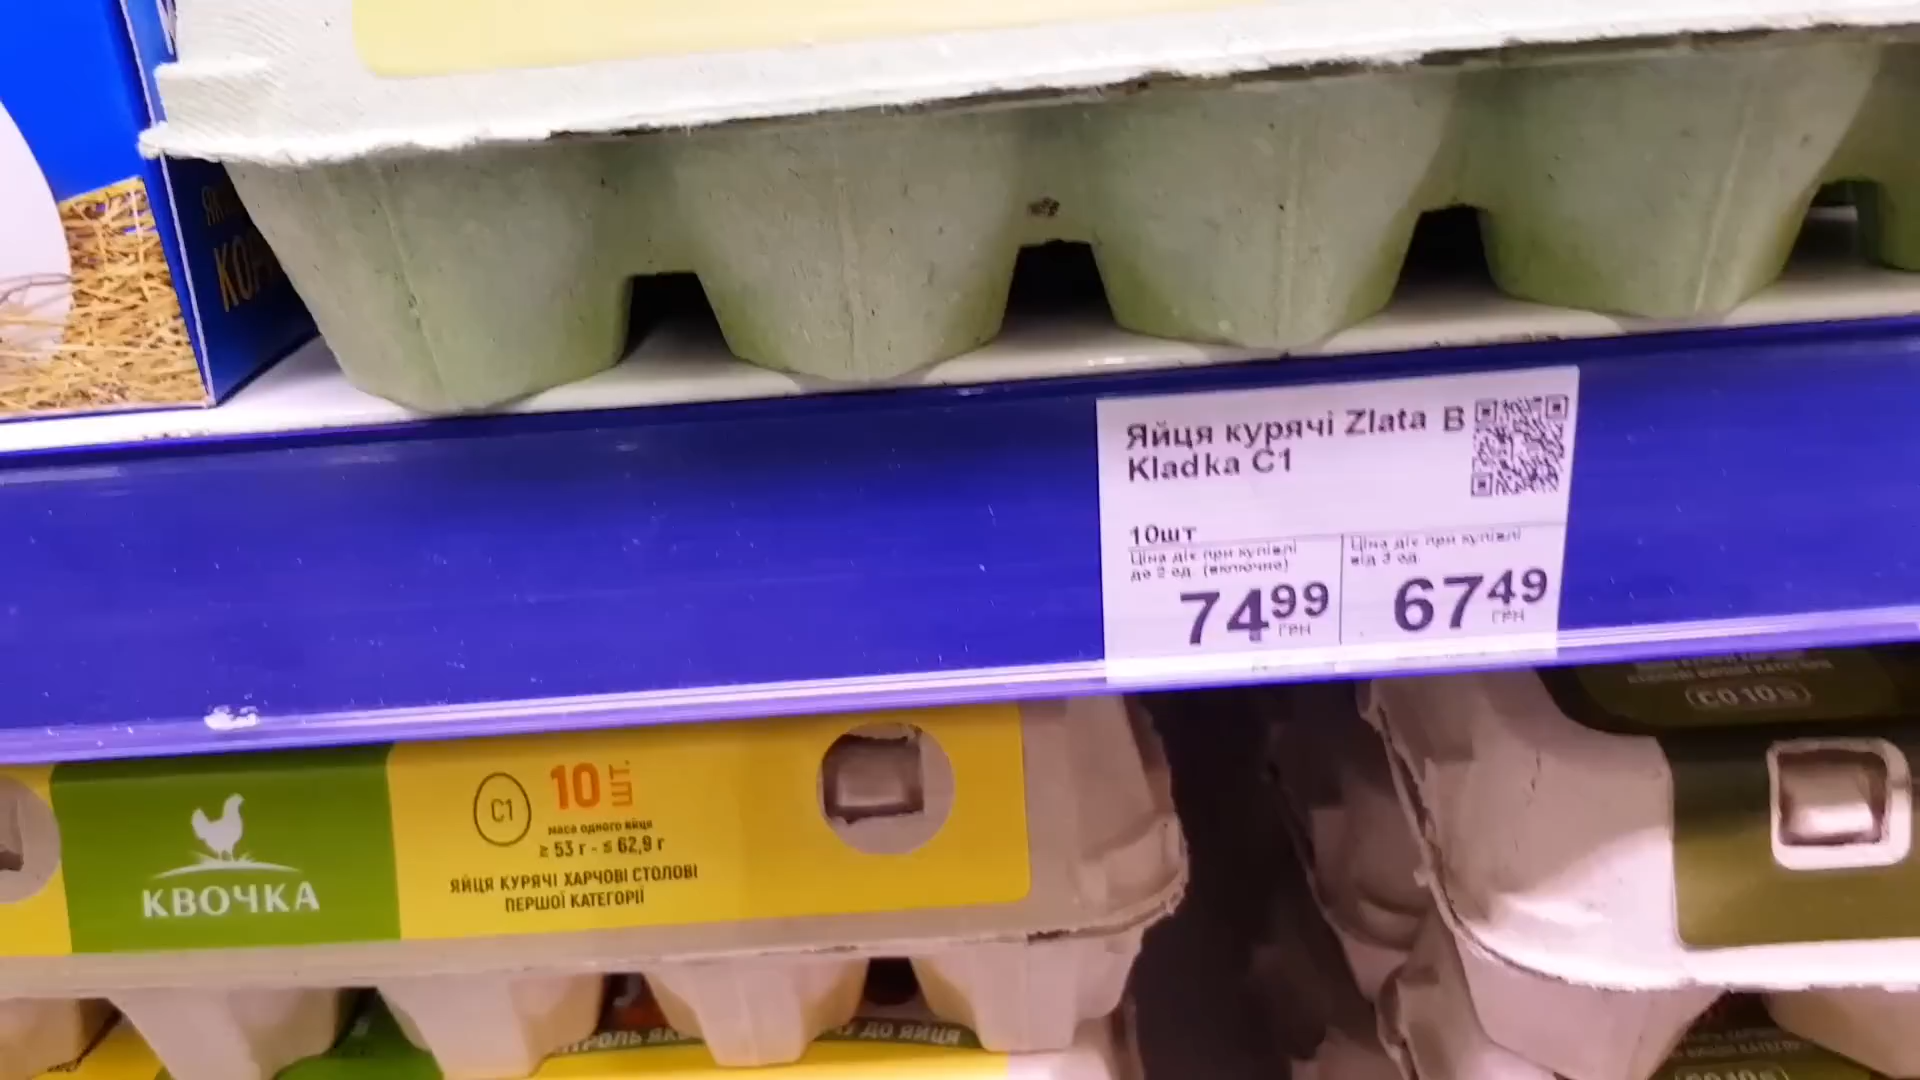 Яйця курячі Zlata B
Kladka C1
10шт
Ціна діє при купівлі
до 2 од. (включно)
74 99
ГРН
Ціна діє при купівлі
від 3 од.
67 49
ГРН
КВОЧКА
C1
10 ШТ.
маса одного яйця
≥ 53 г - ≤ 62,9 г
ЯЙЦЯ КУРЯЧІ ХАРЧОВІ СТОЛОВІ
ПЕРШОЇ КАТЕГОРІЇ
ДО ЯЙЦЯ